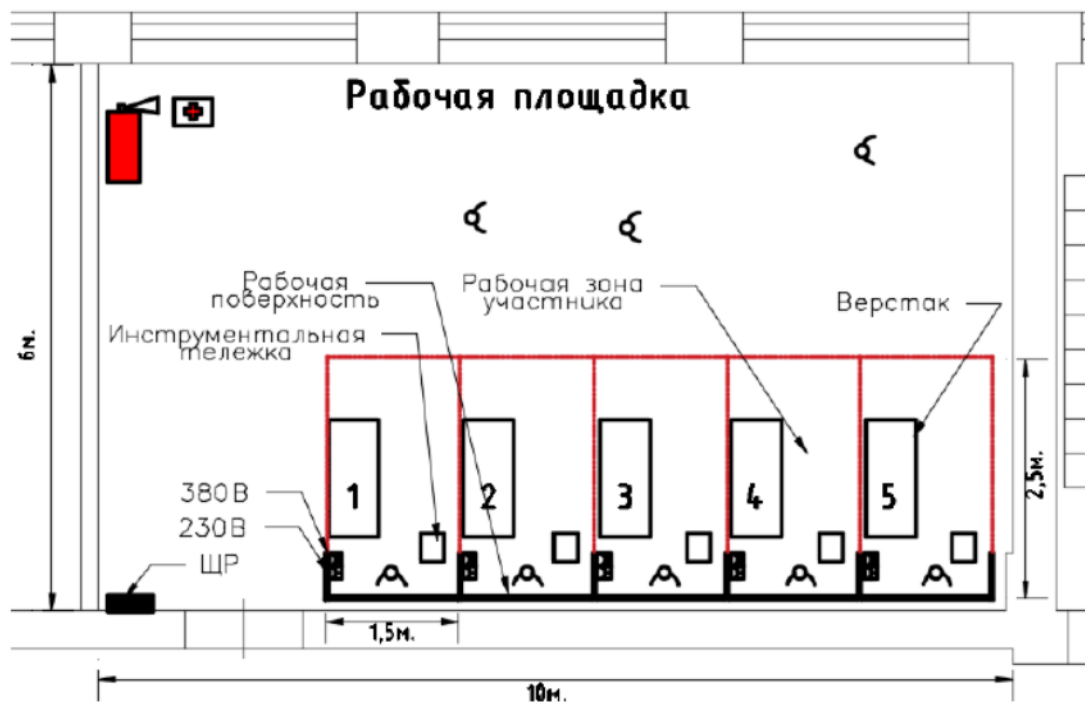 Рабочая площадка
Рабочая
поверхность
Рабочая зона
участника
Верстак
Инструментальная
тележка
6м.
2,5м.
380В
230В
ЩР
1
2
3
4
5
1,5м.
10м.